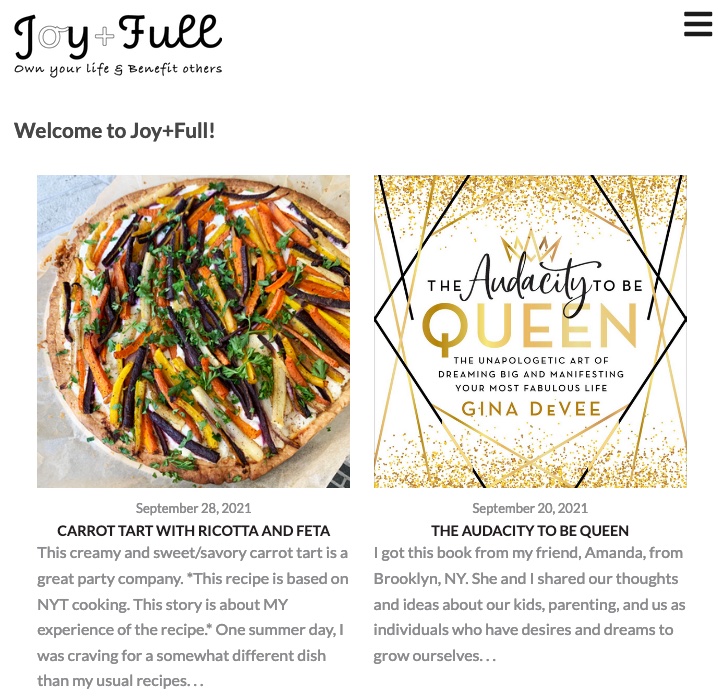 Joy+Full
Own your life & Benefit others
Welcome to Joy+Full!
THE Audacity TO BE
QUEEN
THE UNAPOLOGETIC ART OF
DREAMING BIG AND MANIFESTING
YOUR MOST FABULOUS LIFE
GINA DeVEE
September 28, 2021
CARROT TART WITH RICOTTA AND FETA
This creamy and sweet/savory carrot tart is a
great party company. *This recipe is based on
NYT cooking. This story is about MY
experience of the recipe.* One summer day, I
was craving for a somewhat different dish
than my usual recipes. . .
September 20, 2021
THE AUDACITY TO BE QUEEN
I got this book from my friend, Amanda, from
Brooklyn, NY. She and I shared our thoughts
and ideas about our kids, parenting, and us as
individuals who have desires and dreams to
grow ourselves. . .